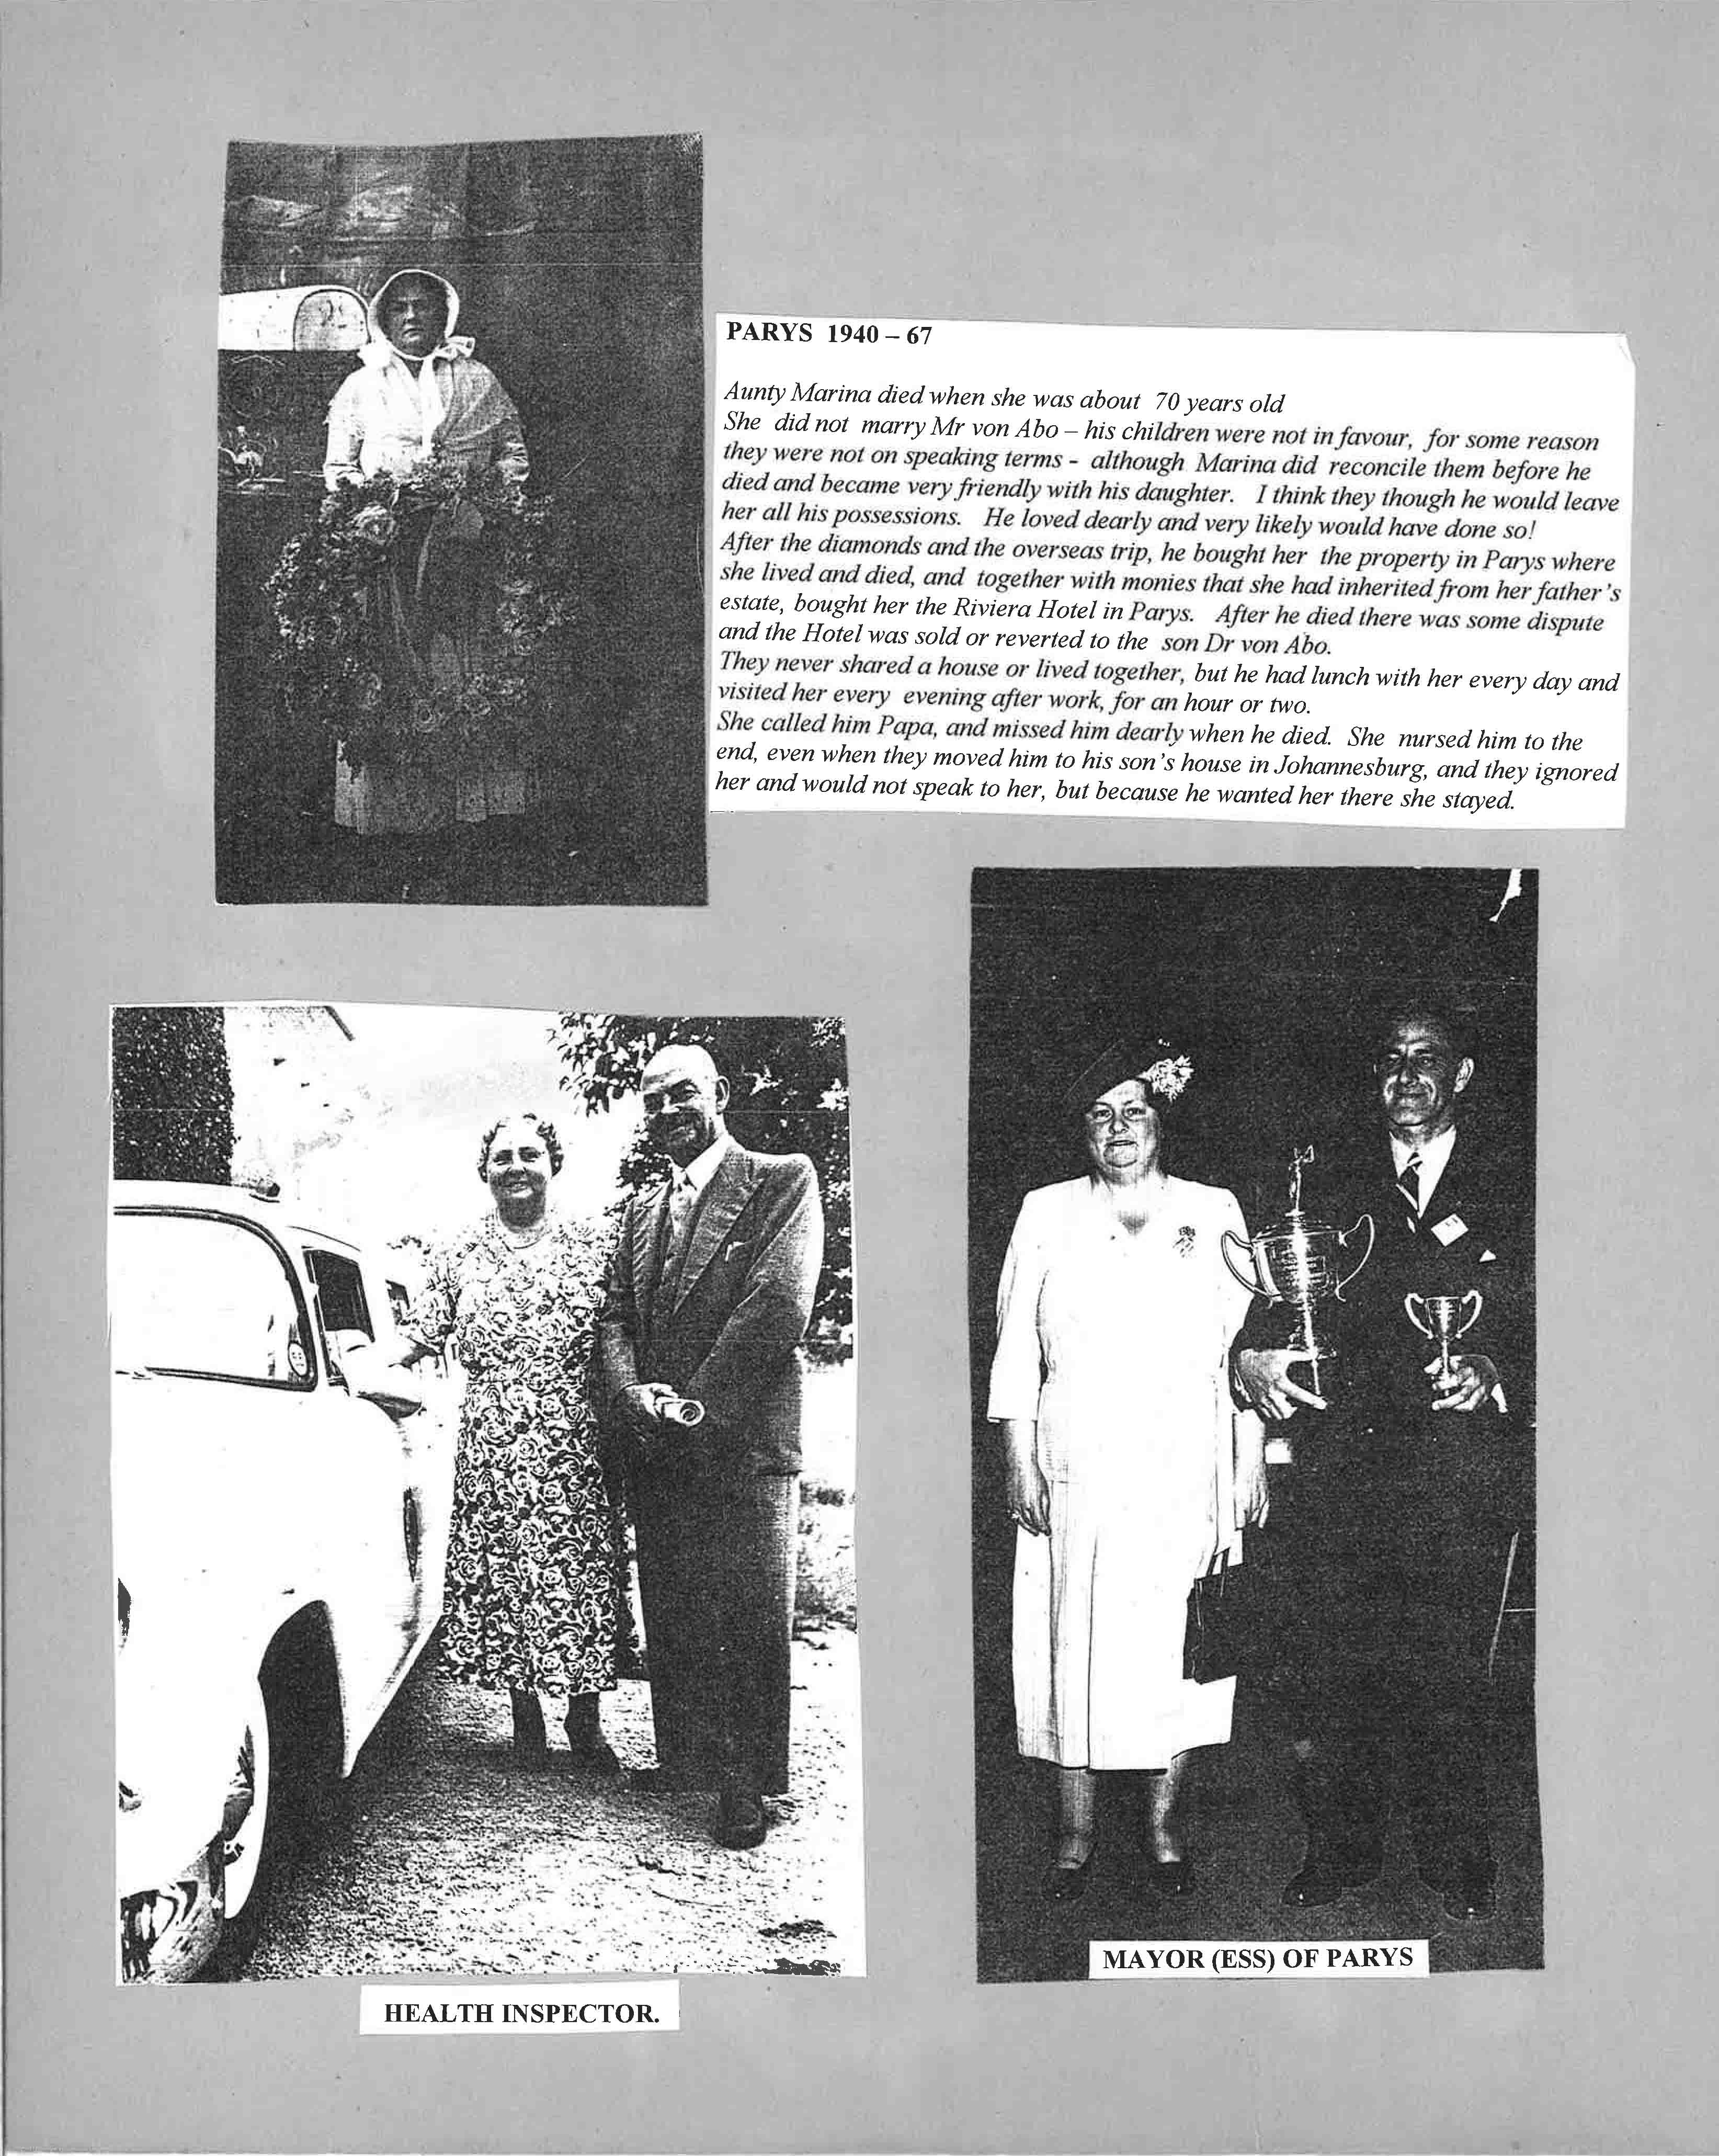 PARYS 1940 – 67
Aunty Marina died when she was about 70 years old
She did not marry Mr von Abo – his children were not in favour, for some reason
they were not on speaking terms - although Marina did reconcile them before he
died and became very friendly with his daughter. I think they though he would leave
her all his possessions. He loved dearly and very likely would have done so!
After the diamonds and the overseas trip, he bought her the property in Parys where
she lived and died, and together with monies that she had inherited from her father's
estate, bought her the Riviera Hotel in Parys. After he died there was some dispute
and the Hotel was sold or reverted to the son Dr von Abo.
They never shared a house or lived together, but he had lunch with her every day and
visited her every evening after work, for an hour or two.
She called him Papa, and missed him dearly when he died. She nursed him to the
end, even when they moved him to his son's house in Johannesburg, and they ignored
her and would not speak to her, but because he wanted her there she stayed.
MAYOR (ESS) OF PARYS
HEALTH INSPECTOR.